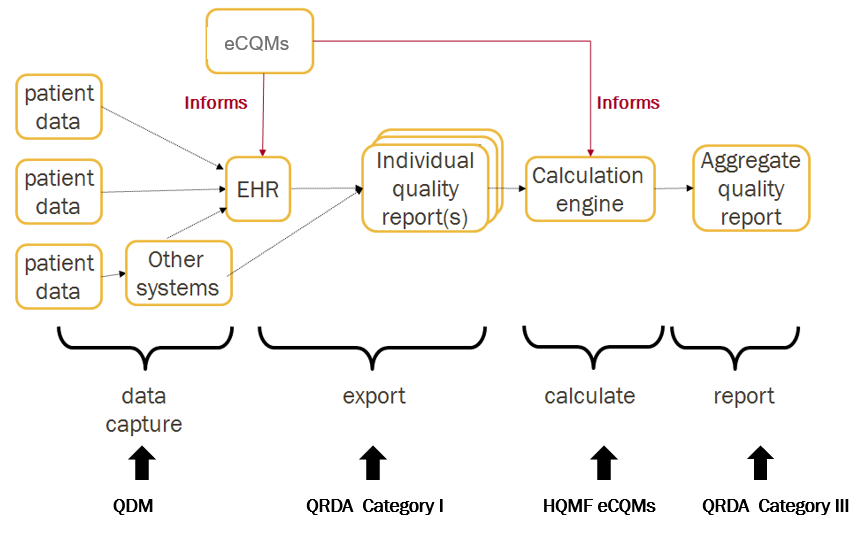 eCQMs
Informs
Informs
patient
data
patient
data
patient
data
Other
systems
EHR
Individual
quality
report(s)
Calculation
engine
Aggregate
quality
report
data
capture
export
calculate
report
QDM
QRDA Category I
HQMF eCQMs
QRDA Category III